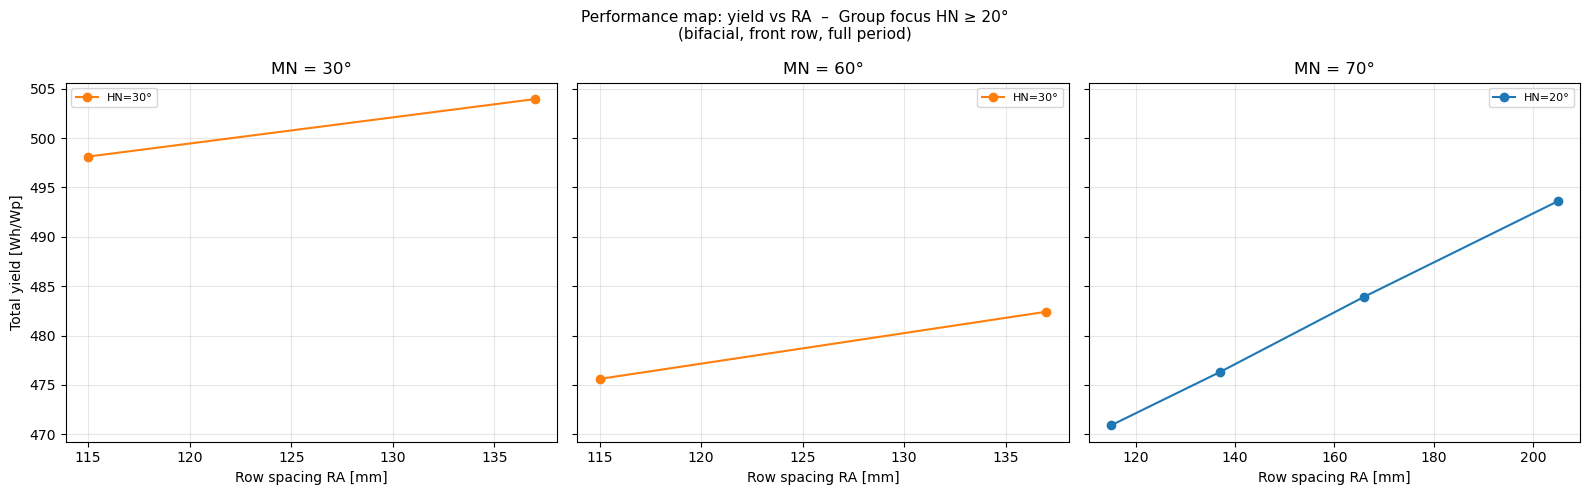 Performance map: yield vs RA  –  Group focus HN ≥ 20°
(bifacial, front row, full period)
MN = 30°
MN = 60°
MN = 70°
HN=30°
HN=30°
HN=20°
Total yield [Wh/Wp]
505
500
495
490
485
480
475
470
115 120 125 130 135
115 120 125 130 135
120 140 160 180 200
Row spacing RA [mm]
Row spacing RA [mm]
Row spacing RA [mm]